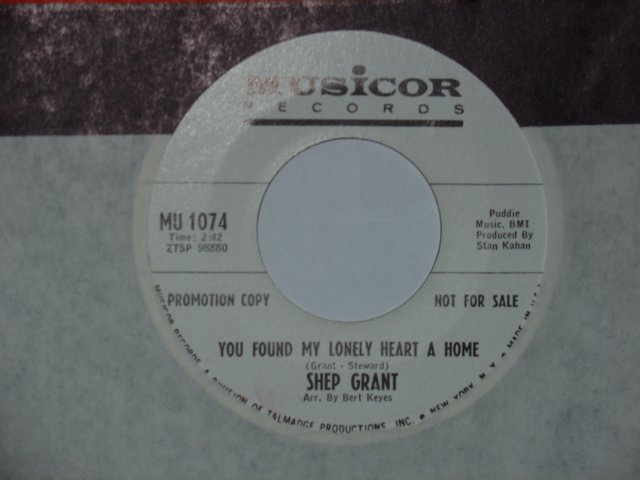 MUSICOR
RECORDS
MU 1074
Time: 2:42
ZTSP 98880
Puddie
Music, BMI
Produced By
Stan Kahan
PROMOTION COPY
NOT FOR SALE
YOU FOUND MY LONELY HEART A HOME
(Grant - Steward)
SHEP GRANT
Arr. By Bert Keyes
MUSICOR RECORDS, A DIVISION OF TALMADGE PRODUCTIONS, INC. • NEW YORK, N. Y. • MADE IN U.S.A.